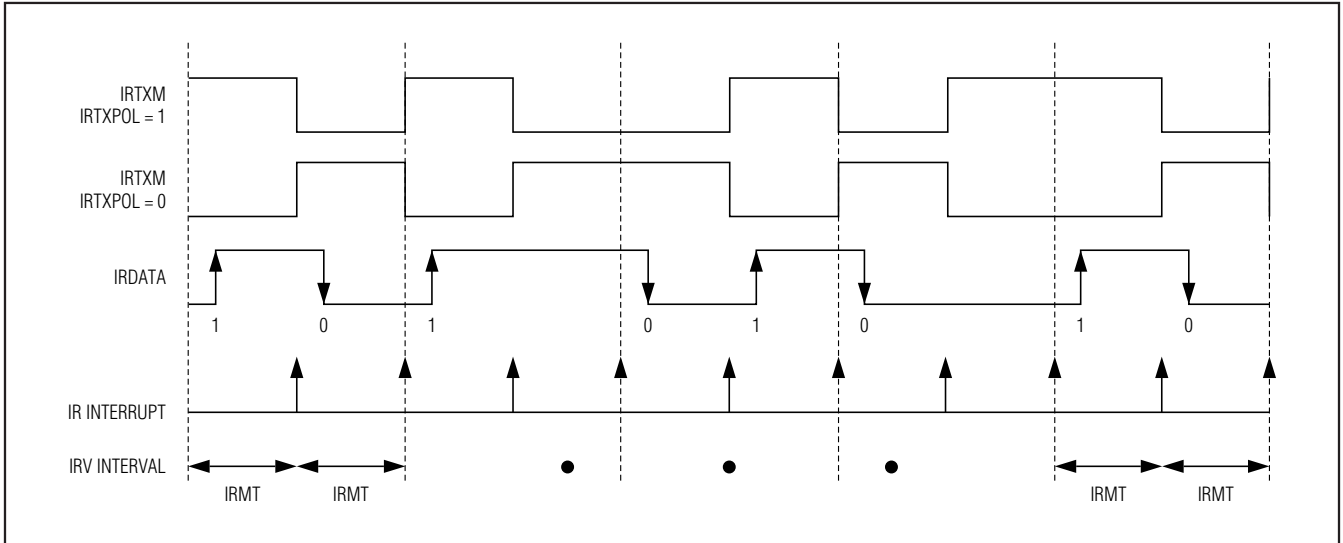 IRTXM
IRTXPOL = 1
IRTXM
IRTXPOL = 0
IRDATA
1 0 1 0 1 0 1 0
IR INTERRUPT
IRV INTERVAL
IRMT IRMT IRMT IRMT